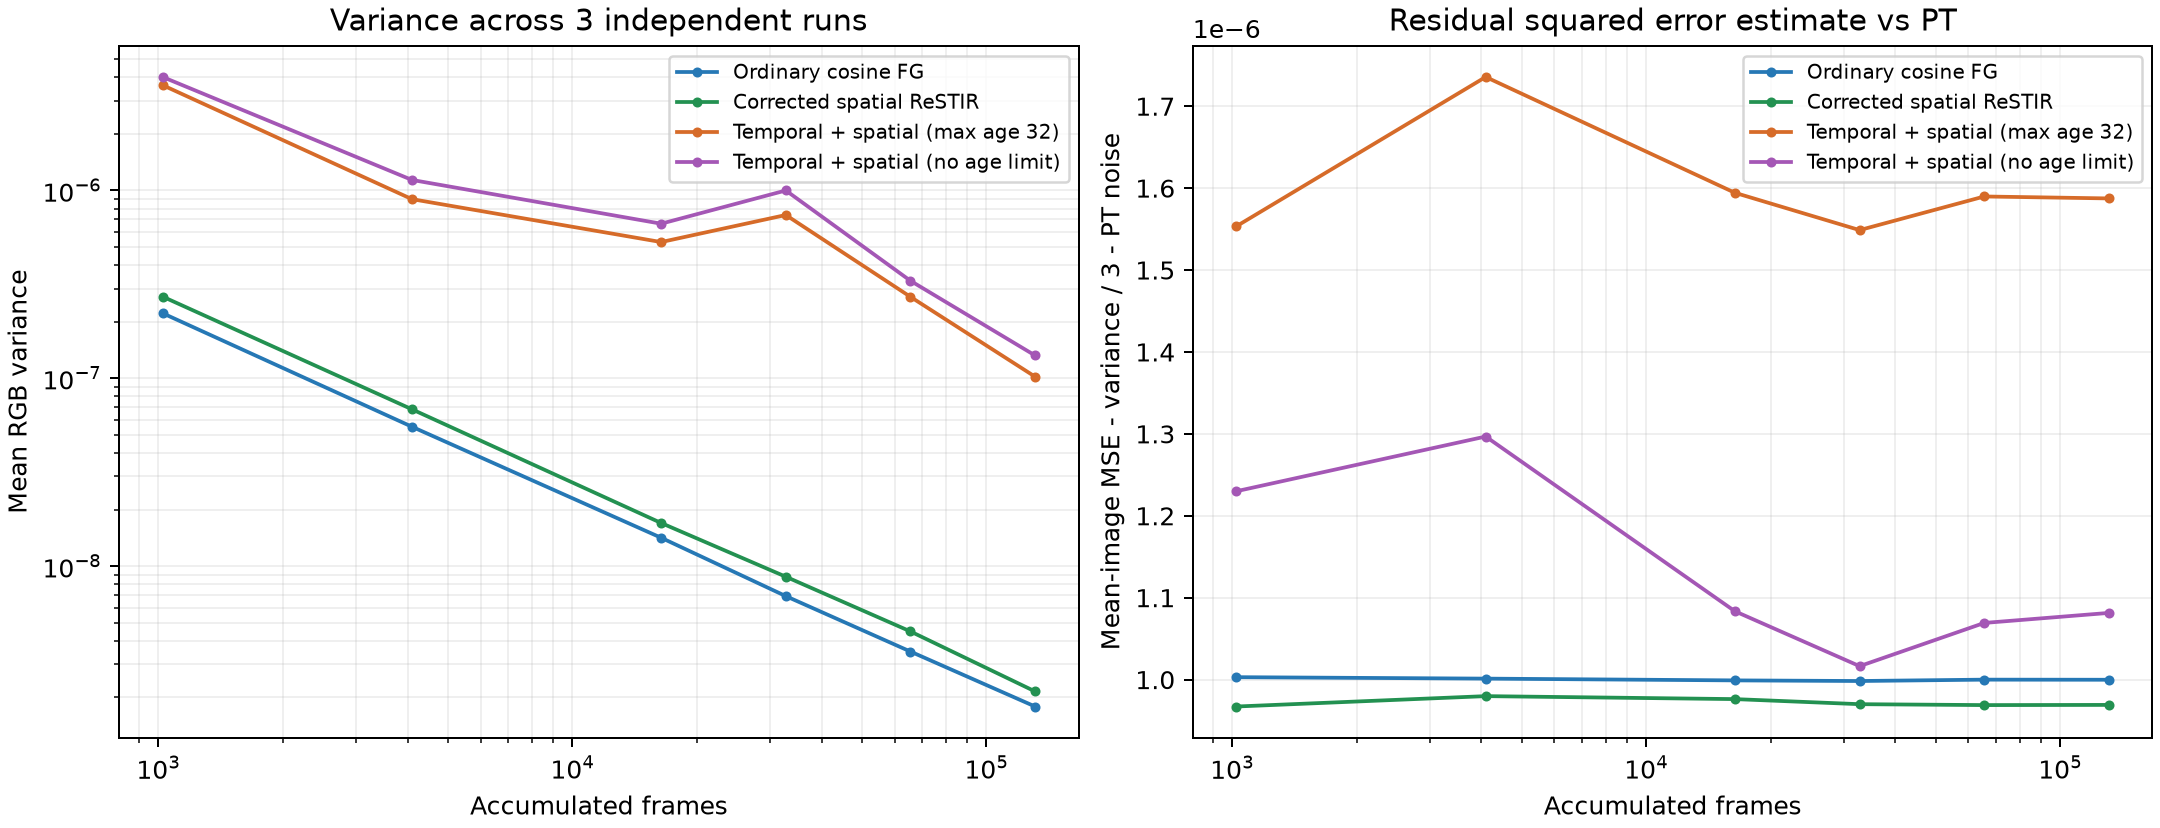 Variance across 3 independent runs
Mean RGB variance
10⁻⁶
10⁻⁷
10⁻⁸
Ordinary cosine FG
Corrected spatial ReSTIR
Temporal + spatial (max age 32)
Temporal + spatial (no age limit)
10³
10⁴
10⁵
Accumulated frames
Residual squared error estimate vs PT
1e−6
Mean-image MSE - variance / 3 - PT noise
1.7
1.6
1.5
1.4
1.3
1.2
1.1
1.0
Ordinary cosine FG
Corrected spatial ReSTIR
Temporal + spatial (max age 32)
Temporal + spatial (no age limit)
10³
10⁴
10⁵
Accumulated frames